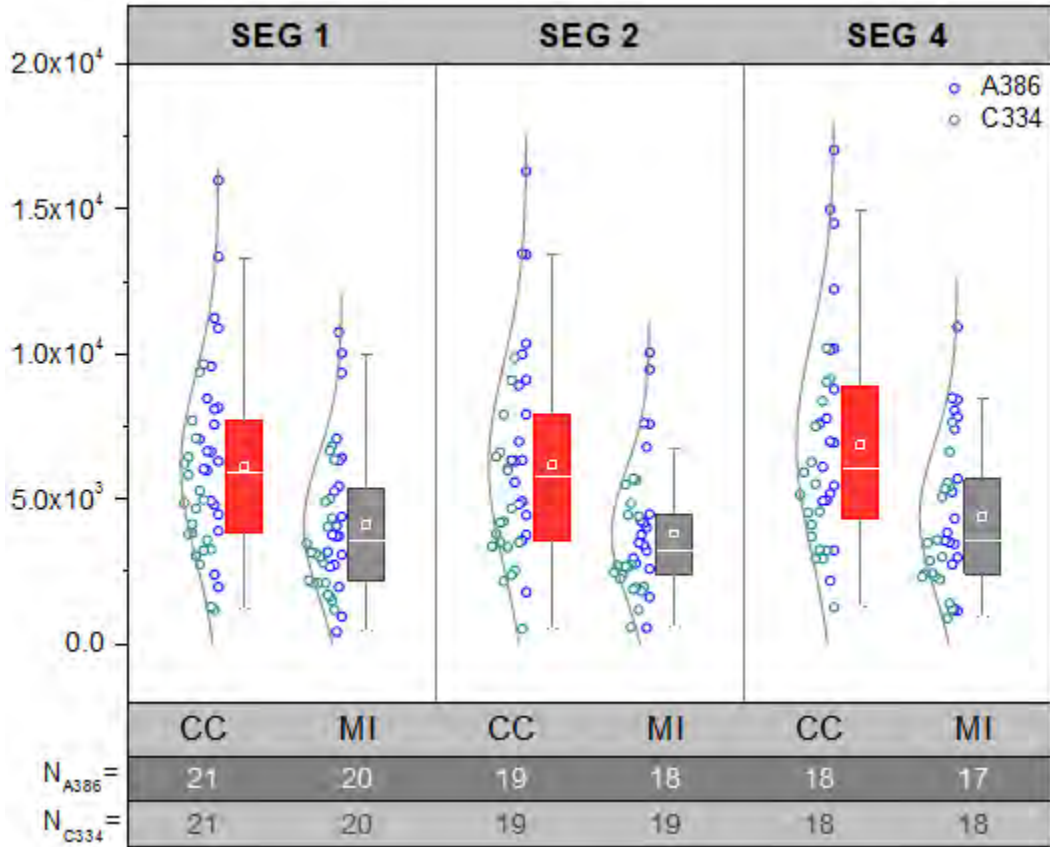 SEG 1 SEG 2 SEG 4
2.0x10⁴
A386
C334
1.5x10⁴
1.0x10⁴
5.0x10³
0.0
CC MI CC MI CC MI
N_A386= 21 20 19 18 18 17
N_C334= 21 20 19 19 18 18